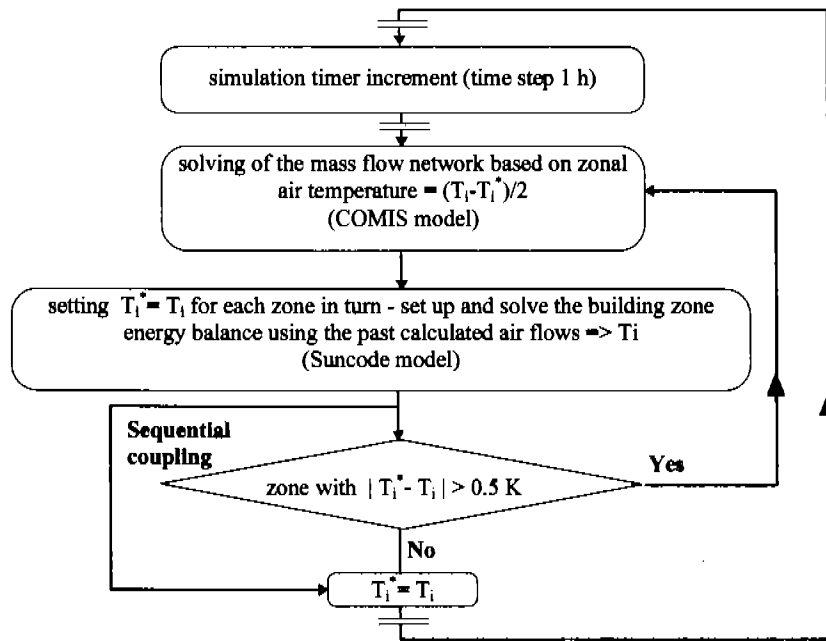 simulation timer increment (time step 1 h)
solving of the mass flow network based on zonal
air temperature = (Tᵢ-Tᵢ*)/2
(COMIS model)
setting Tᵢ*= Tᵢ for each zone in turn - set up and solve the building zone
energy balance using the past calculated air flows => Ti
(Suncode model)
Sequential
coupling
zone with | Tᵢ*- Tᵢ | > 0.5 K
Yes
No
Tᵢ*= Tᵢ